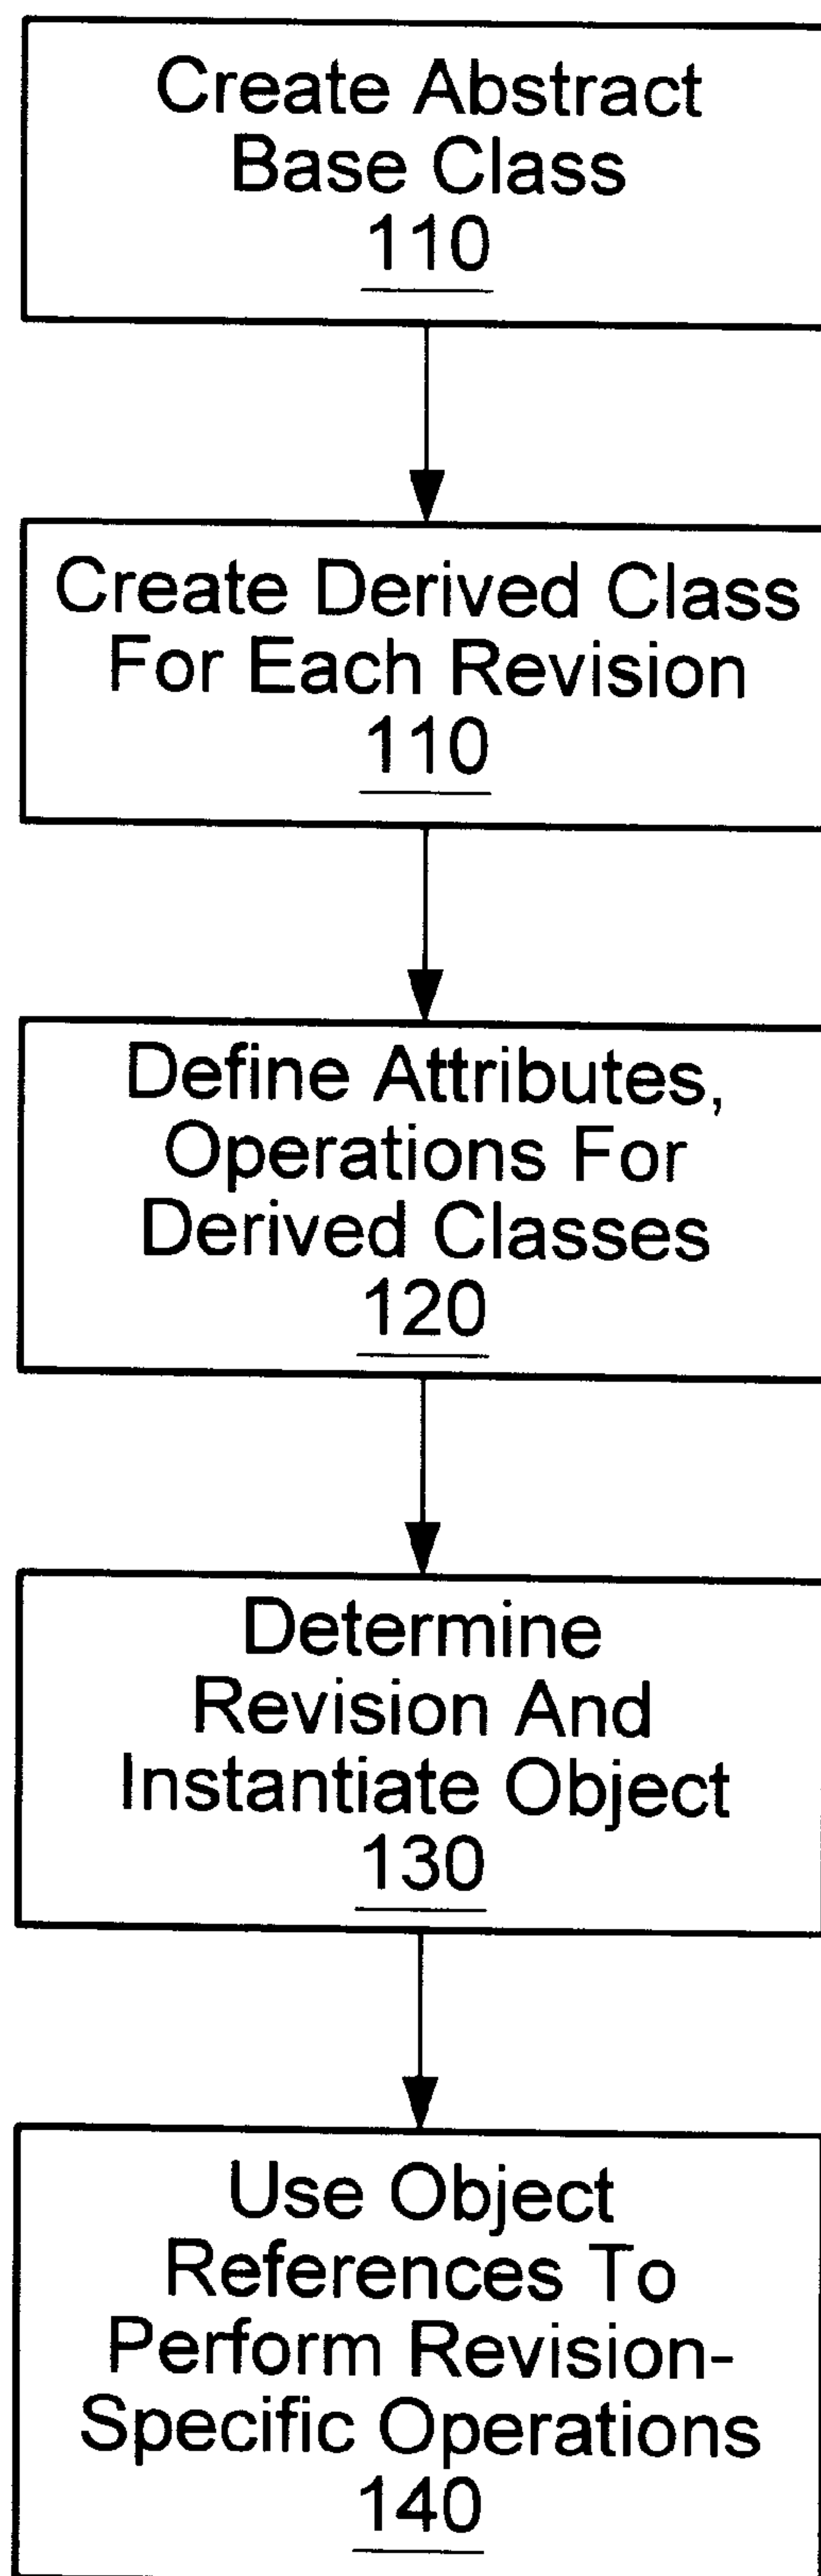 Create Abstract
Base Class
110
Create Derived Class
For Each Revision
110
Define Attributes,
Operations For
Derived Classes
120
Determine
Revision And
Instantiate Object
130
Use Object
References To
Perform Revision-
Specific Operations
140